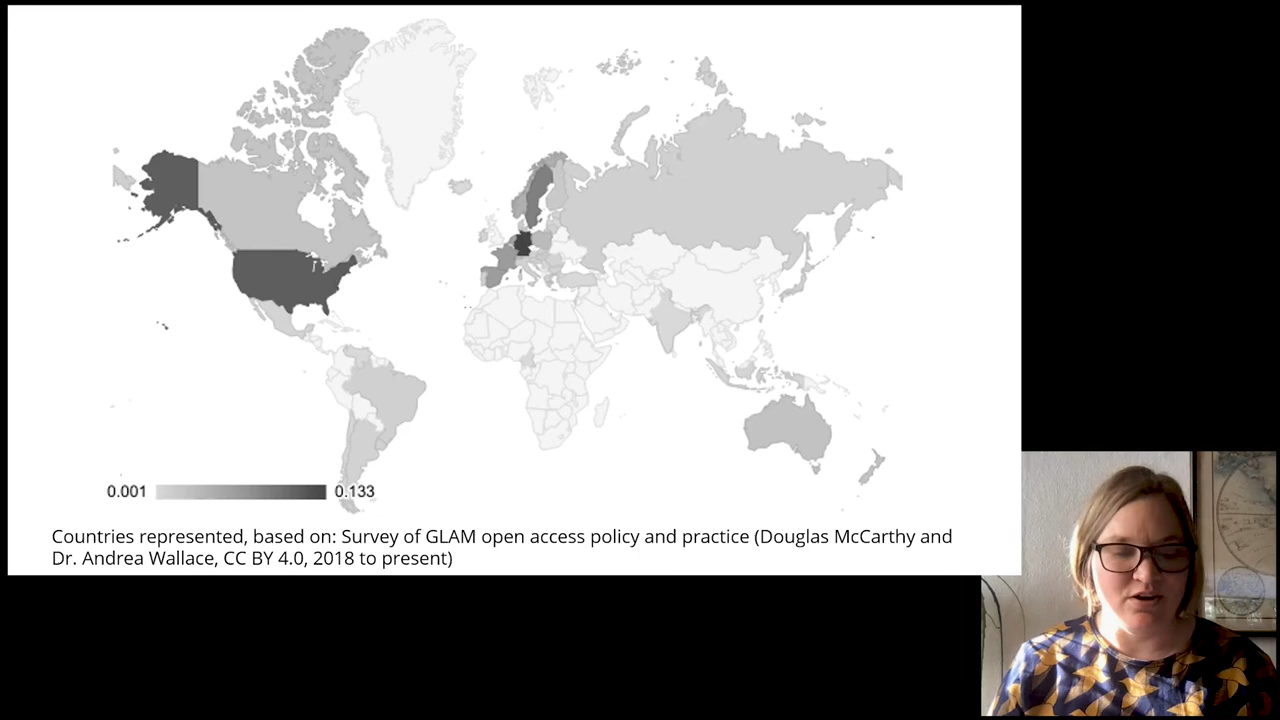 0.001 0.133
Countries represented, based on: Survey of GLAM open access policy and practice (Douglas McCarthy and
Dr. Andrea Wallace, CC BY 4.0, 2018 to present)